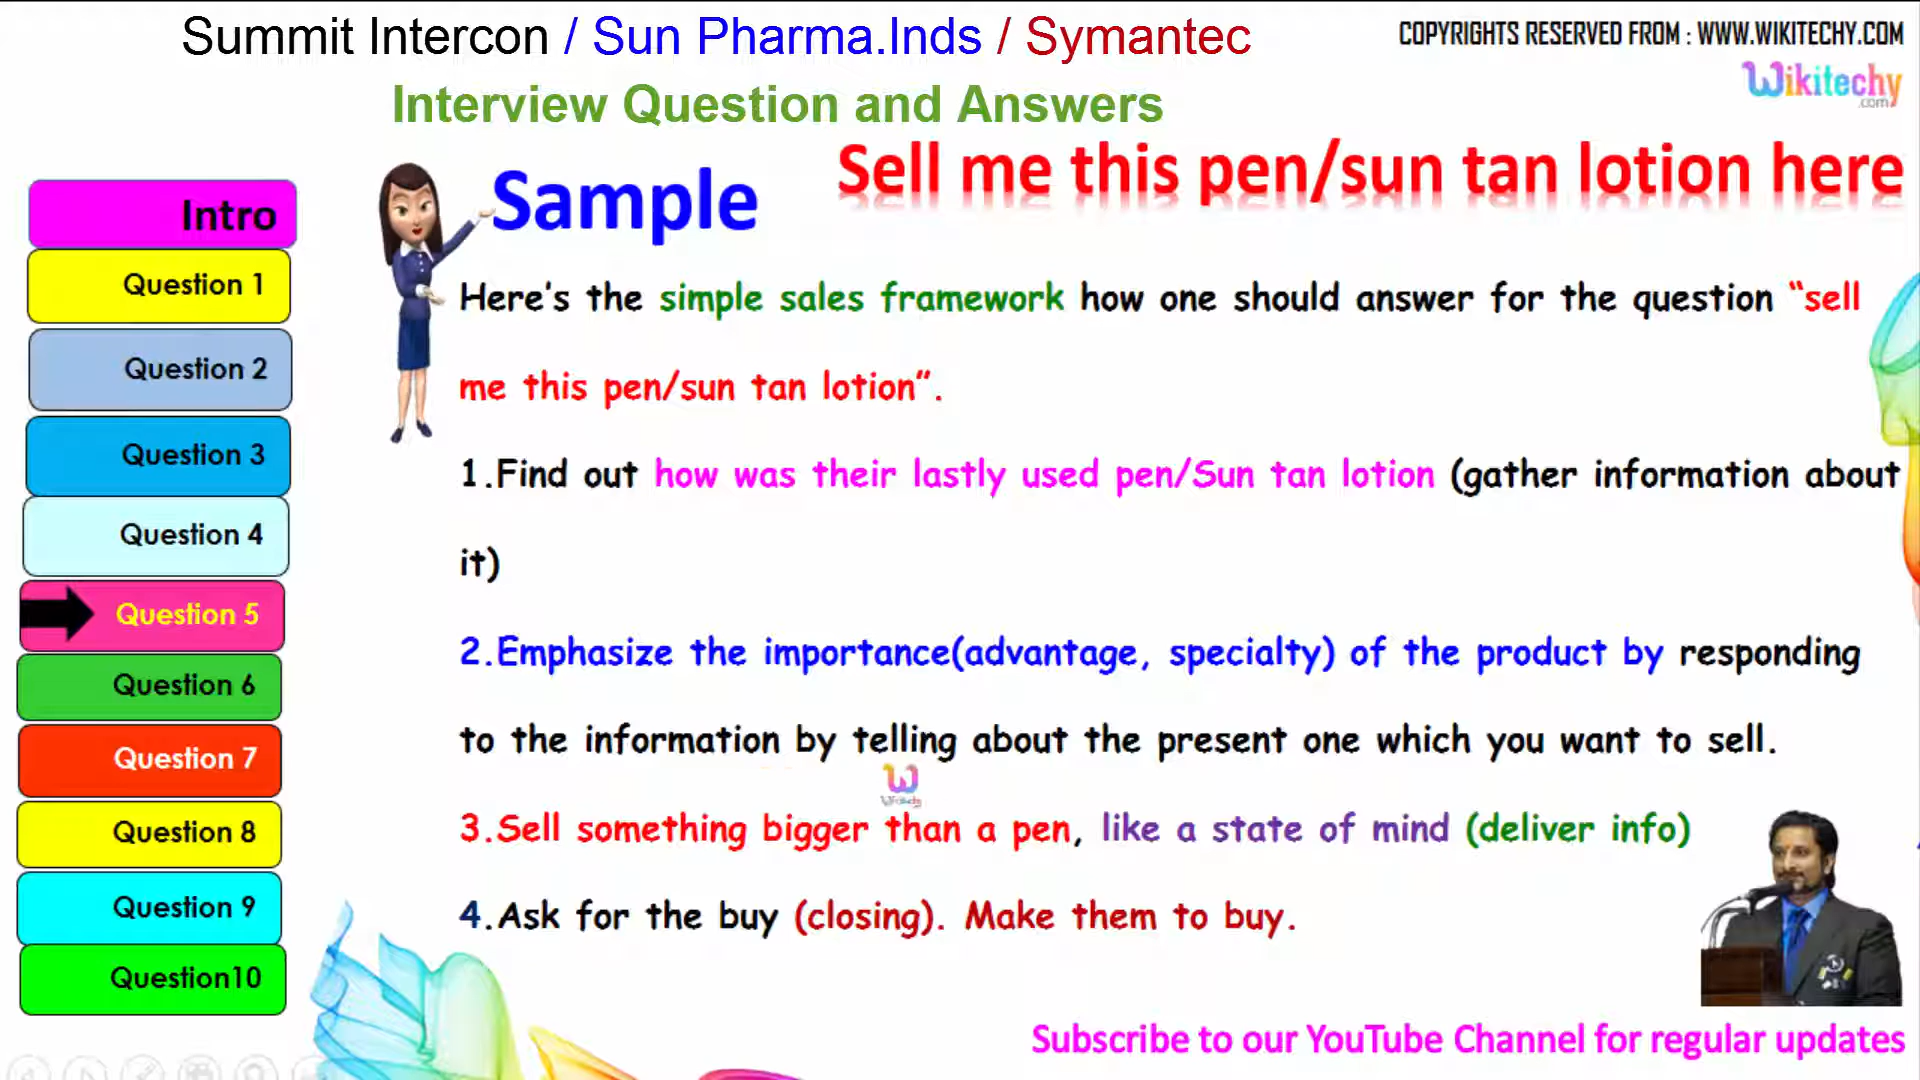 Summit Intercon / Sun Pharma.Inds / Symantec
COPYRIGHTS RESERVED FROM : WWW.WIKITECHY.COM
Wikitechy
.com
Interview Question and Answers
Sample
Sell me this pen/sun tan lotion here
Intro
Question 1
Question 2
Question 3
Question 4
Question 5
Question 6
Question 7
Question 8
Question 9
Question10
Here's the simple sales framework how one should answer for the question “sell
me this pen/sun tan lotion”.
1.Find out how was their lastly used pen/Sun tan lotion (gather information about
it)
2.Emphasize the importance(advantage, specialty) of the product by responding
to the information by telling about the present one which you want to sell.
W
Wikitechy
3.Sell something bigger than a pen, like a state of mind (deliver info)
4.Ask for the buy (closing). Make them to buy.
Subscribe to our YouTube Channel for regular updates